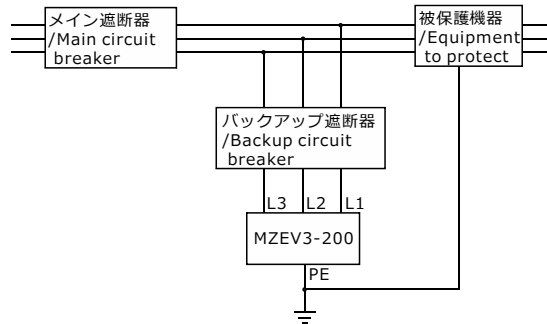 メイン遮断器
/Main circuit
breaker
被保護機器
/Equipment
to protect
バックアップ遮断器
/Backup circuit
breaker
L3 L2 L1
MZEV3-200
PE